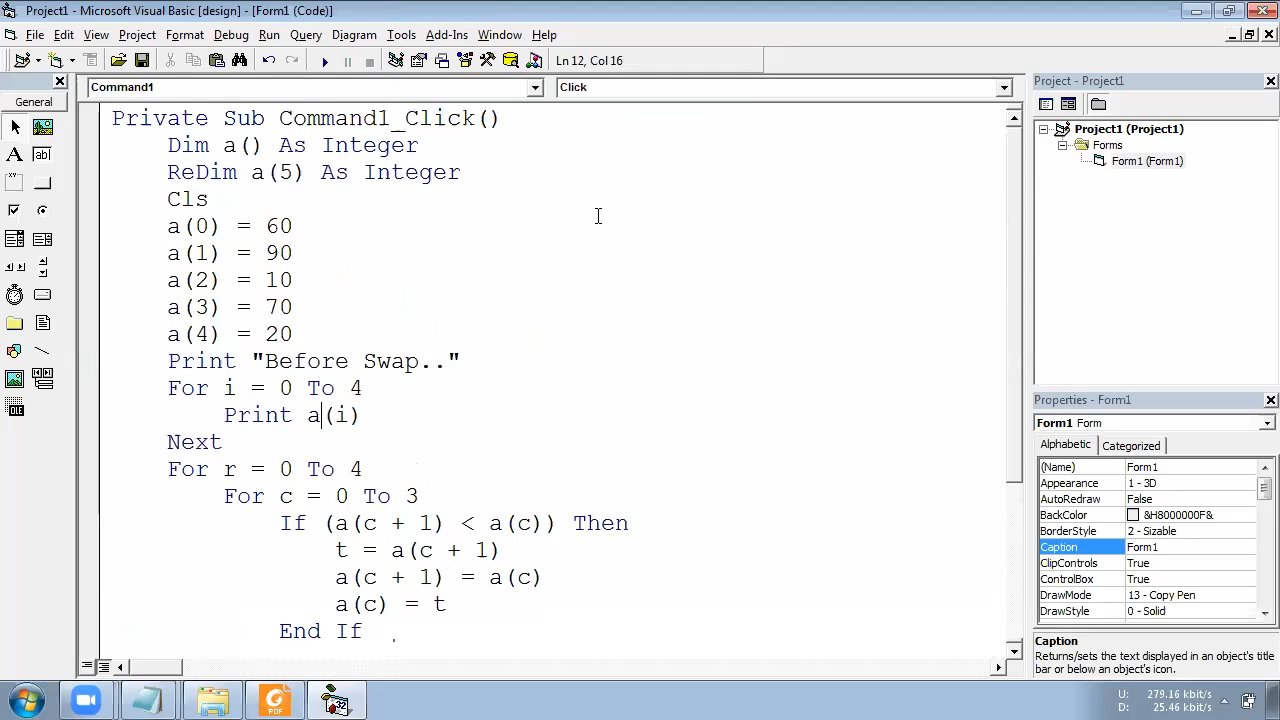 Project1 - Microsoft Visual Basic [design] - [Form1 (Code)]
File Edit View Project Format Debug Run Query Diagram Tools Add-Ins Window Help
Ln 12, Col 16
General
Command1
Click
Private Sub Command1_Click()
Dim a() As Integer
ReDim a(5) As Integer
Cls
a(0) = 60
a(1) = 90
a(2) = 10
a(3) = 70
a(4) = 20
Print "Before Swap.."
For i = 0 To 4
Print a(i)
Next
For r = 0 To 4
For c = 0 To 3
If (a(c + 1) < a(c)) Then
t = a(c + 1)
a(c + 1) = a(c)
a(c) = t
End If
Project - Project1
Project1 (Project1)
Forms
Form1 (Form1)
Properties - Form1
Form1 Form
Alphabetic Categorized
(Name) Form1
Appearance 1 - 3D
AutoRedraw False
BackColor &H8000000F&
BorderStyle 2 - Sizable
Caption Form1
ClipControls True
ControlBox True
DrawMode 13 - Copy Pen
DrawStyle 0 - Solid
Caption
Returns/sets the text displayed in an object's title
bar or below an object's icon.
PDF
32
U: 279.16 kbit/s
D: 25.46 kbit/s